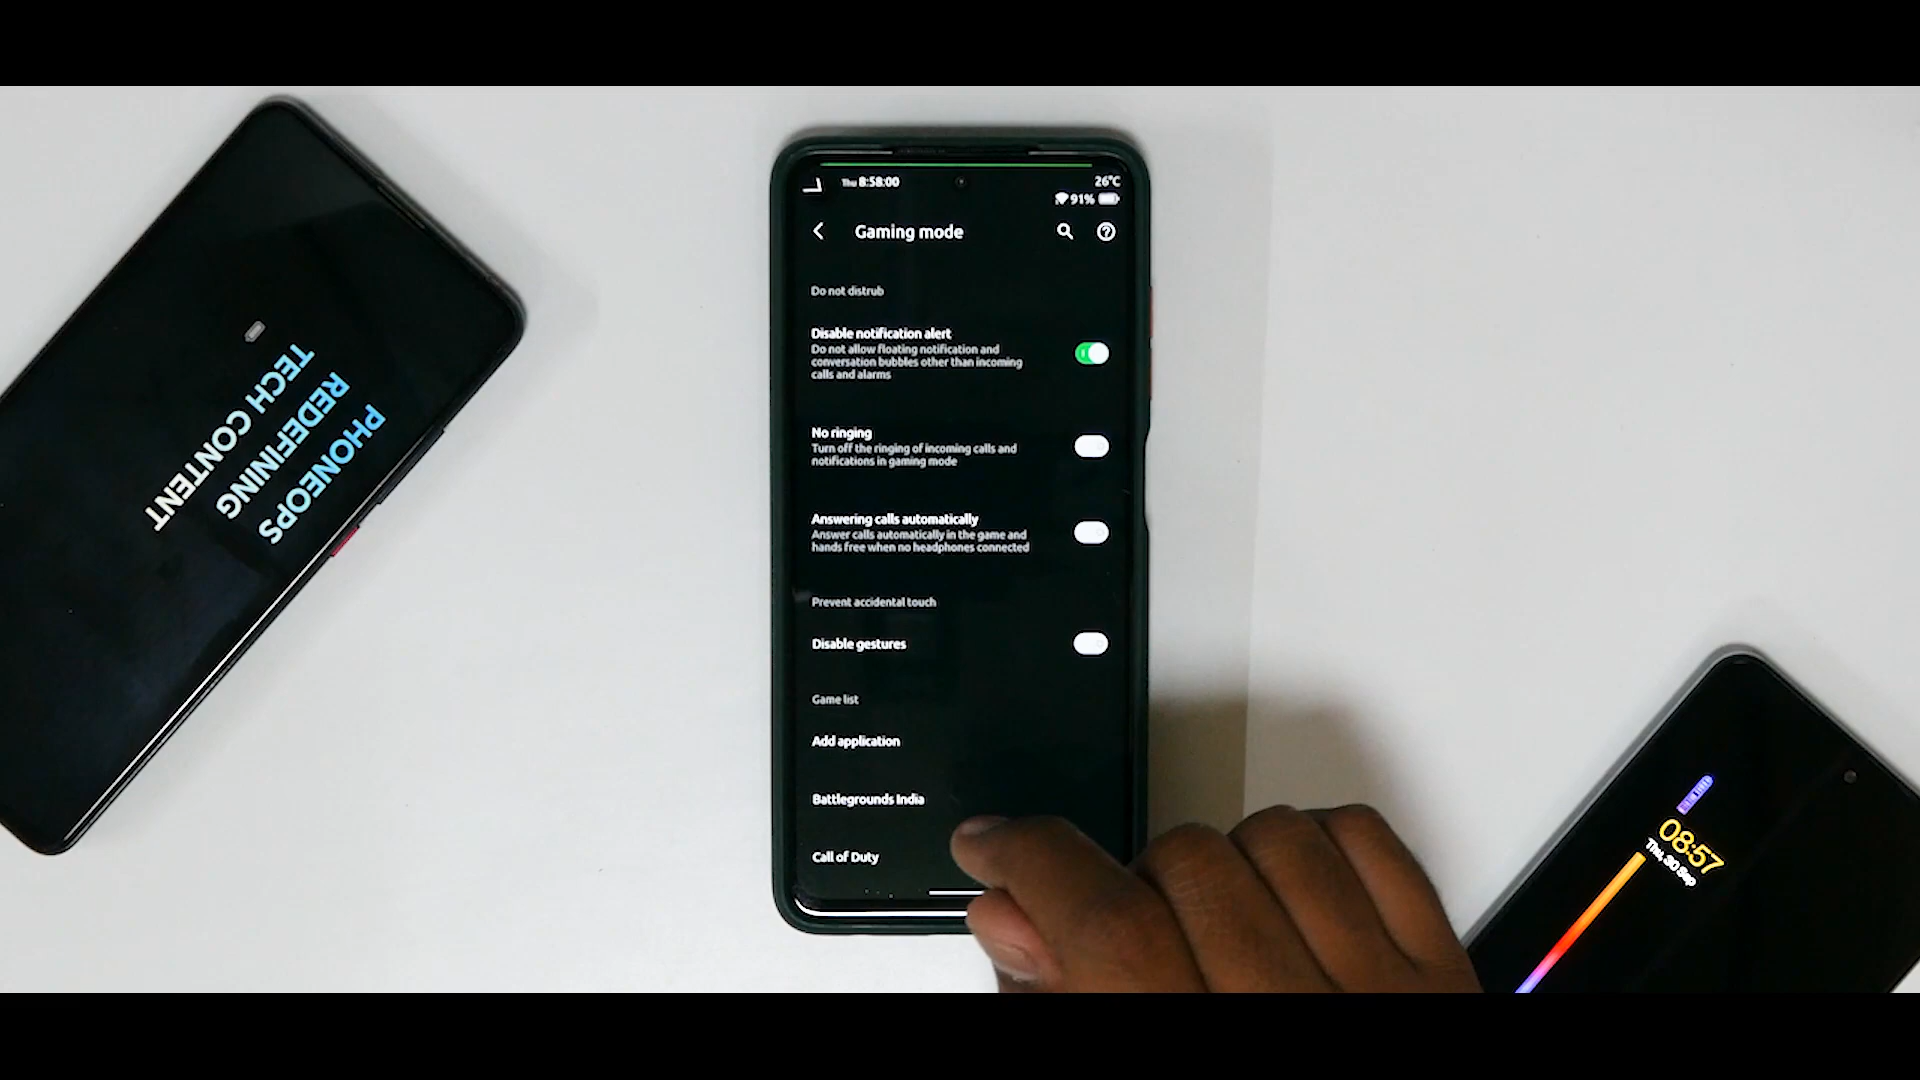 PHONEOPS
REDEFINING
TECH CONTENT
Thu 8:58:00
26°C
91%
Gaming mode
Do not distrub
Disable notification alert
Do not allow floating notification and
conversation bubbles other than incoming
calls and alarms
No ringing
Turn off the ringing of incoming calls and
notifications in gaming mode
Answering calls automatically
Answer calls automatically in the game and
hands free when no headphones connected
Prevent accidental touch
Disable gestures
Game list
Add application
Battlegrounds India
Call of Duty
08:57
Thu, 30 Sep